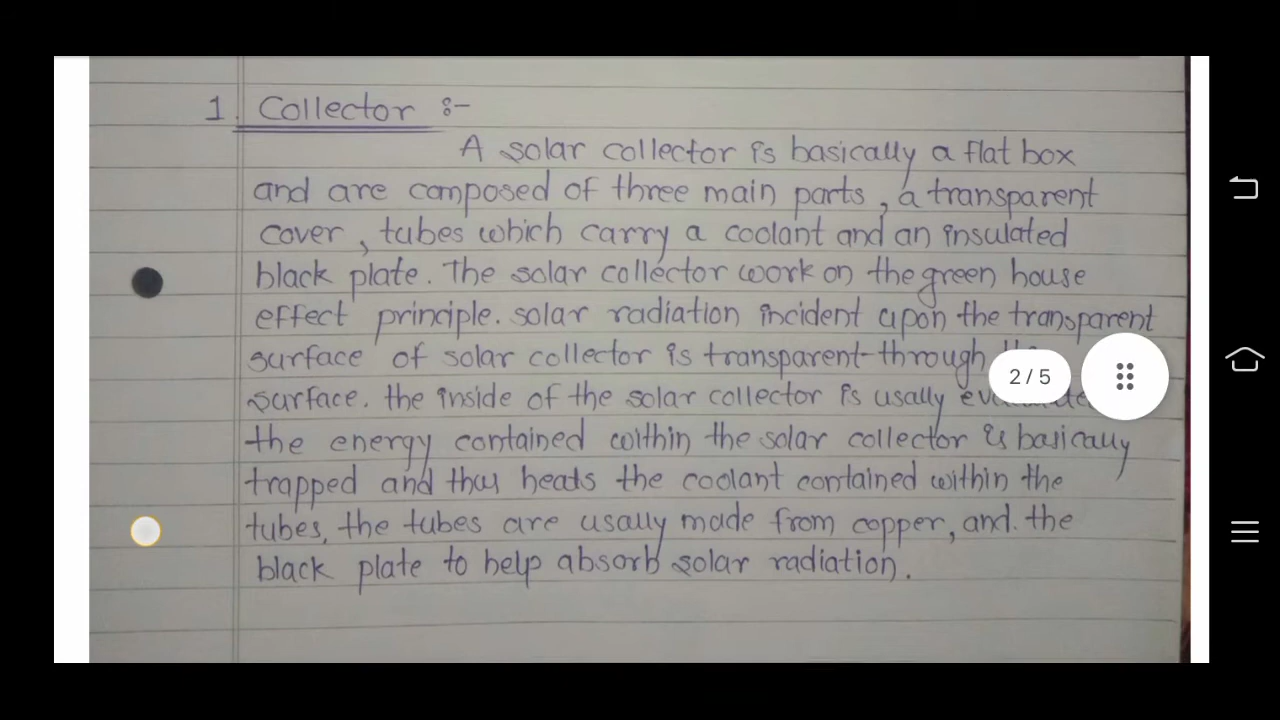 1. Collector :-
A solar collector is basically a flat box
and are composed of three main parts, a transparent
cover, tubes which carry a coolant and an insulated
black plate. The solar collector work on the green house
effect principle. solar radiation incident upon the transparent
surface of solar collector is transparent through
2 / 5
surface. the inside of the solar collector is usally
the energy contained within the solar collector is basically
trapped and thus heats the coolant contained within the
tubes, the tubes are usally made from copper, and. the
black plate to help absorb solar radiation.